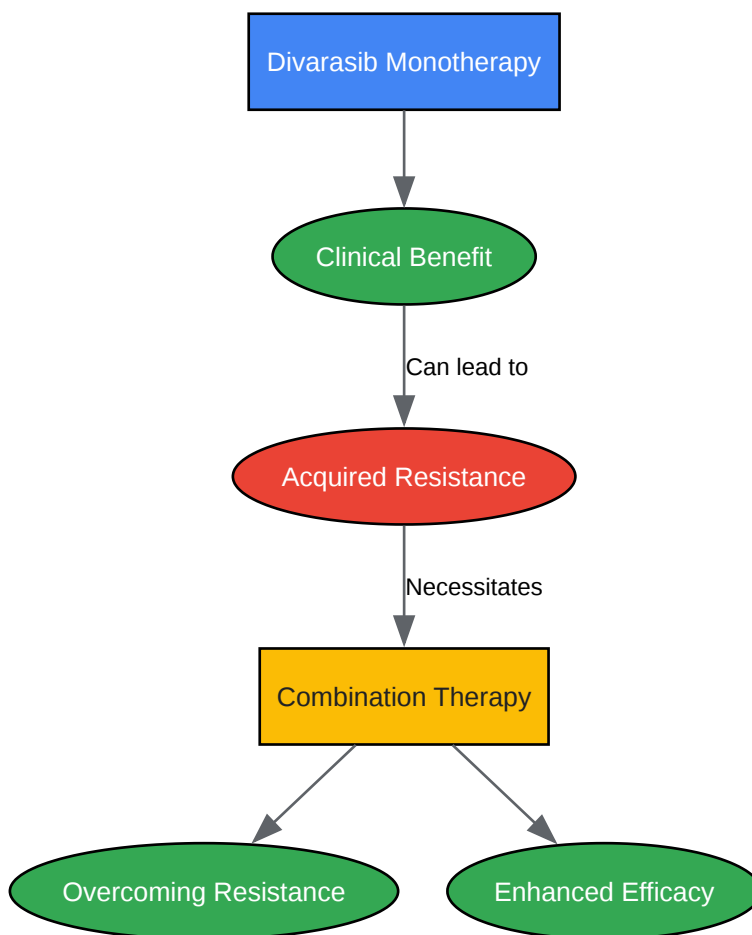 Divarasib Monotherapy
Clinical Benefit
Can lead to
Acquired Resistance
Necessitates
Combination Therapy
Overcoming Resistance
Enhanced Efficacy